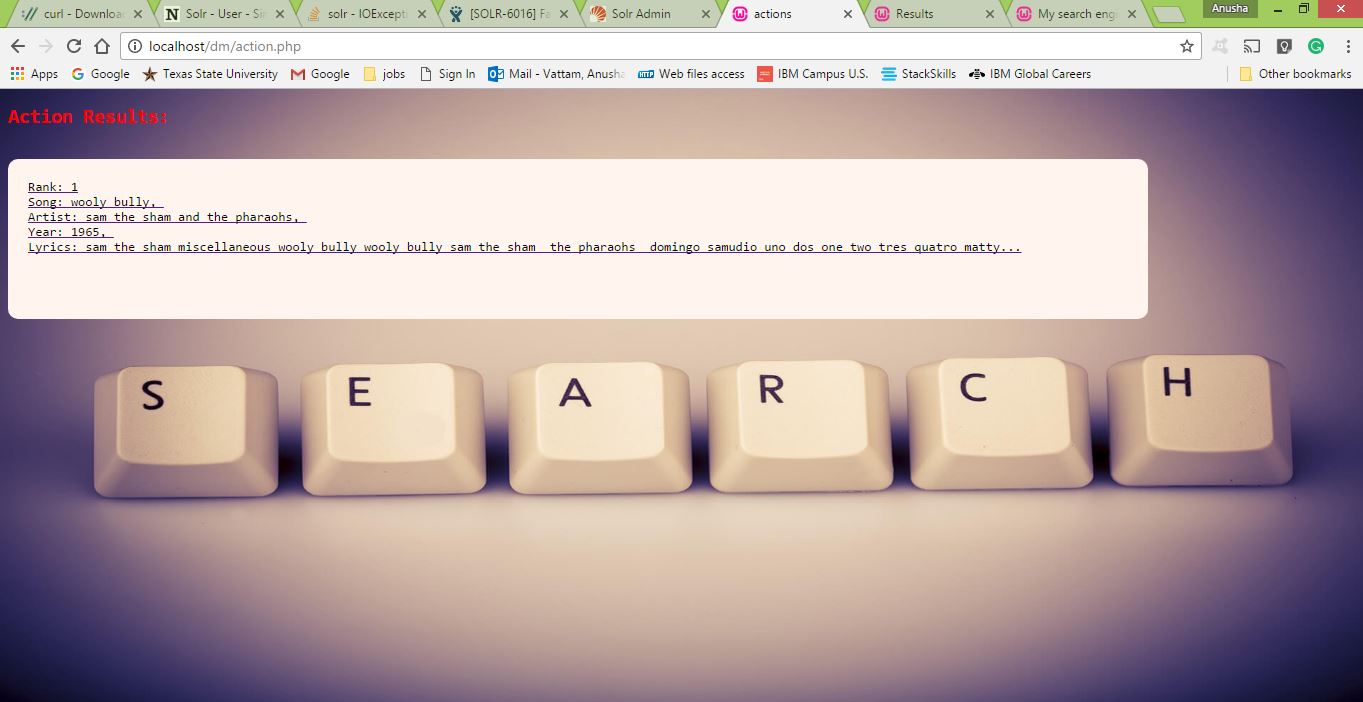 curl - Downloa
Solr - User - Sin
solr - IOExcepti
[SOLR-6016] Fa
Solr Admin
actions
Results
My search eng
Anusha
localhost/dm/action.php
Apps
Google
Texas State University
Google
jobs
Sign In
Mail - Vattam, Anusha
Web files access
IBM Campus U.S.
StackSkills
IBM Global Careers
Other bookmarks
Action Results:
Rank: 1
Song: wooly bully,
Artist: sam the sham and the pharaohs,
Year: 1965,
Lyrics: sam the sham miscellaneous wooly bully wooly bully sam the sham the pharaohs domingo samudio uno dos one two tres quatro matty...
S E A R C H